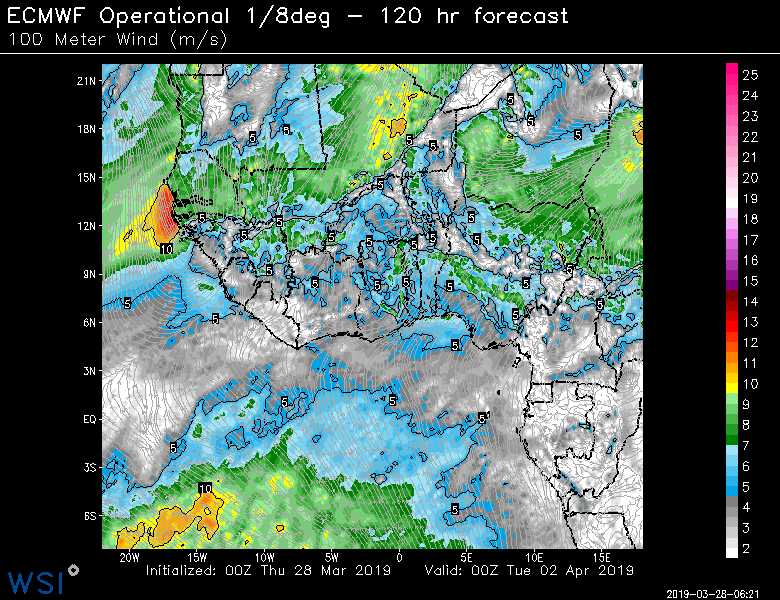 ECMWF Operational 1/8deg – 120 hr forecast
100 Meter Wind (m/s)
21N
18N
15N
12N
9N
6N
3N
EQ
3S
6S
20W 15W 10W 5W 0 5E 10E 15E
5 5 5 5 5 5 5
5 5 5 5 5 5 5 5 5 5
10
5 5 5 5 5 5 5 5
5 5 5 5
5 5 5 5
10
5
25
24
23
22
21
20
19
18
17
16
15
14
13
12
11
10
9
8
7
6
5
4
3
2
Initialized: 00Z Thu 28 Mar 2019 Valid: 00Z Tue 02 Apr 2019
WSI
2019-03-28-06:21